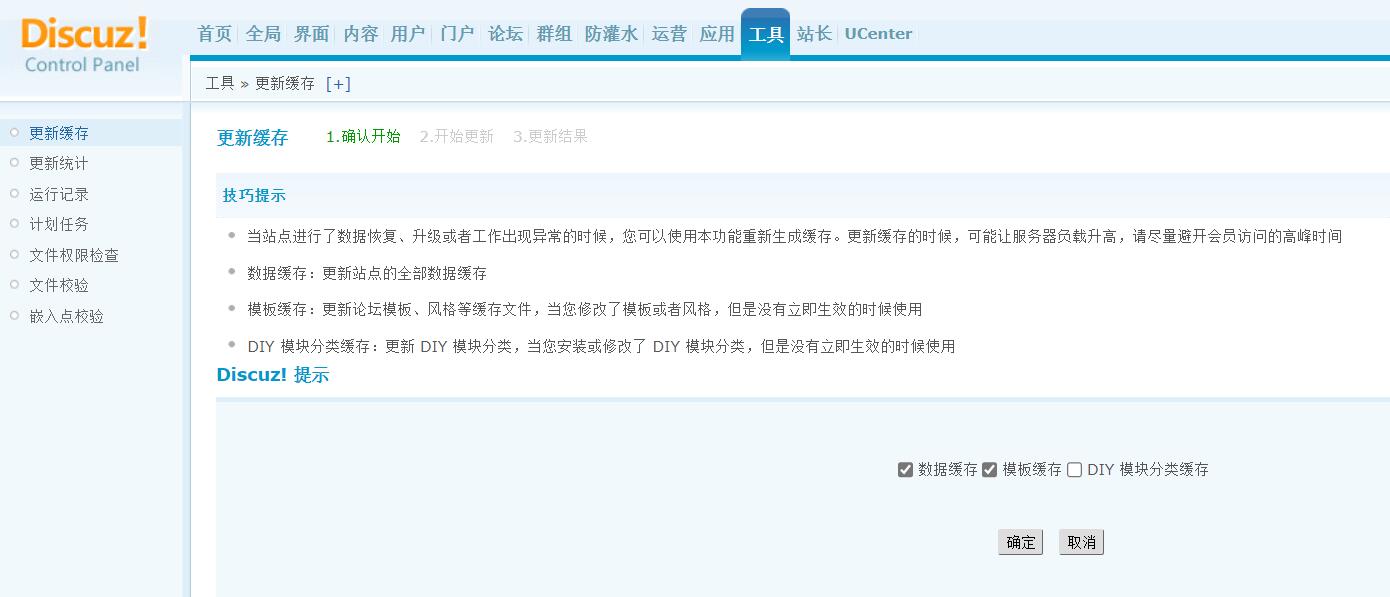 Discuz!
Control Panel
首页 全局 界面 内容 用户 门户 论坛 群组 防灌水 运营 应用 工具 站长 UCenter
工具 » 更新缓存 [+]
更新缓存
更新统计
运行记录
计划任务
文件权限检查
文件校验
嵌入点校验
更新缓存 1.确认开始 2.开始更新 3.更新结果
技巧提示
当站点进行了数据恢复、升级或者工作出现异常的时候，您可以使用本功能重新生成缓存。更新缓存的时候，可能让服务器负载升高，请尽量避开会员访问的高峰时间
数据缓存：更新站点的全部数据缓存
模板缓存：更新论坛模板、风格等缓存文件，当您修改了模板或者风格，但是没有立即生效的时候使用
DIY 模块分类缓存：更新 DIY 模块分类，当您安装或修改了 DIY 模块分类，但是没有立即生效的时候使用
Discuz! 提示
数据缓存 模板缓存 DIY 模块分类缓存
确定 取消